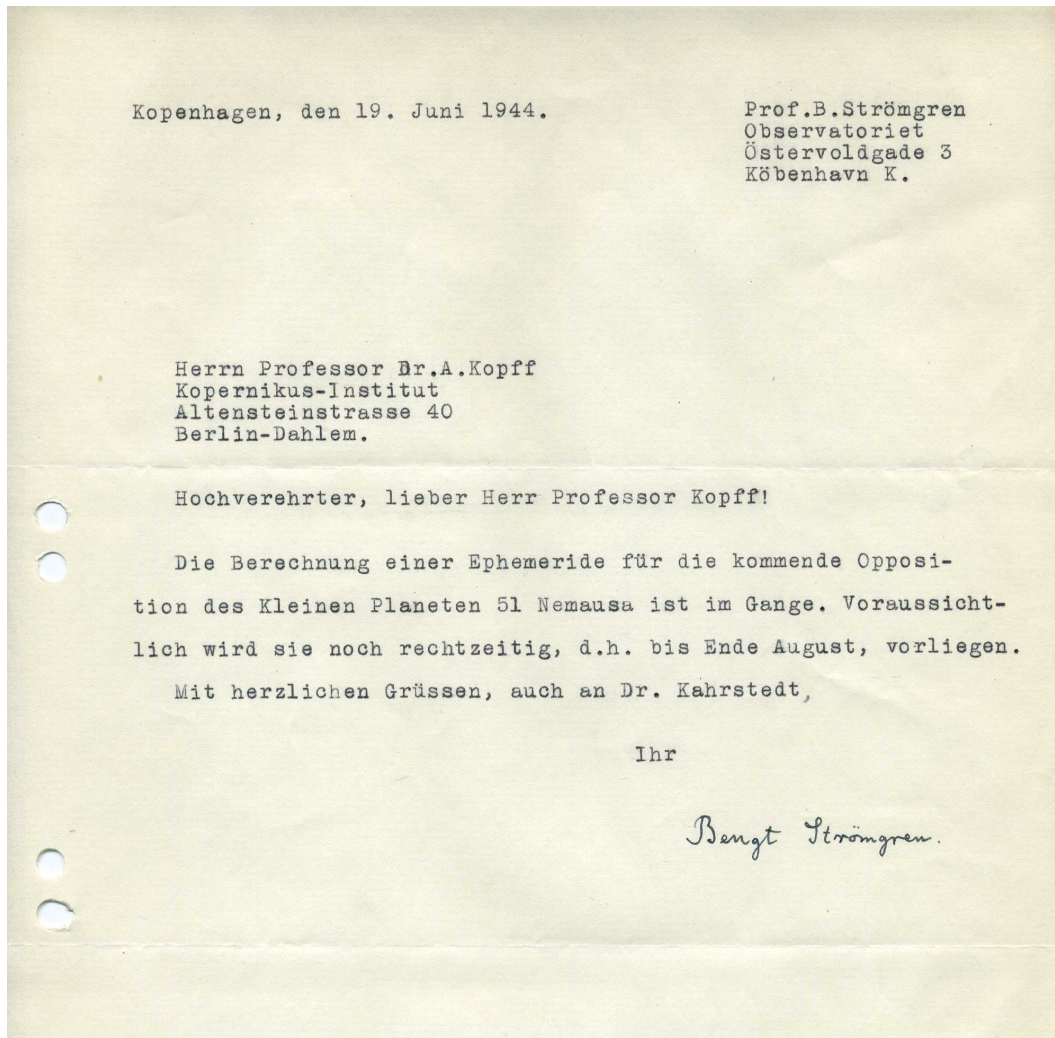 Kopenhagen, den 19. Juni 1944.
Prof.B.Strömgren
Observatoriet
Östervoldgade 3
Köbenhavn K.
Herrn Professor Dr.A.Kopff
Kopernikus-Institut
Altensteinstrasse 40
Berlin-Dahlem.
Hochverehrter, lieber Herr Professor Kopff!
Die Berechnung einer Ephemeride für die kommende Opposi-
tion des Kleinen Planeten 51 Nemausa ist im Gange. Voraussicht-
lich wird sie noch rechtzeitig, d.h. bis Ende August, vorliegen.
Mit herzlichen Grüssen, auch an Dr. Kahrstedt,
Ihr
Bengt Strömgren.